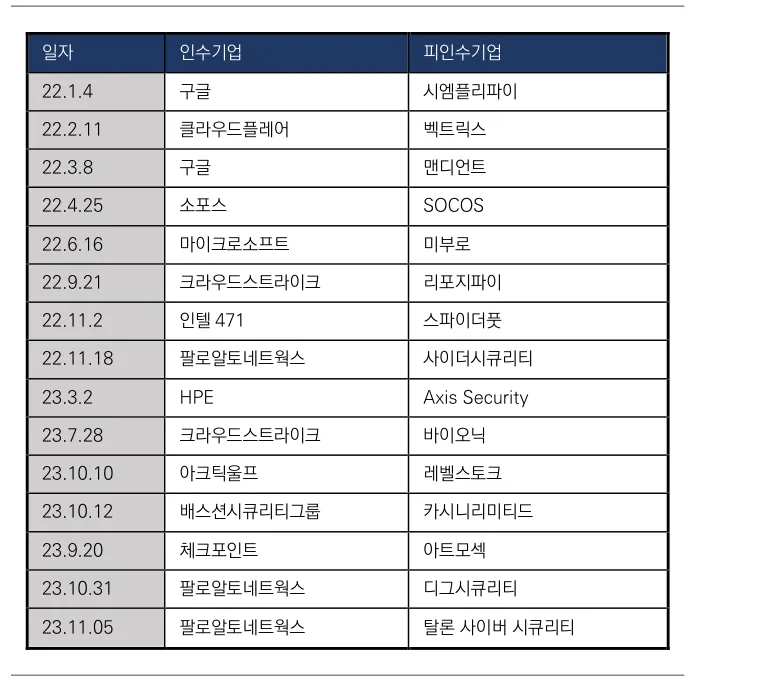 일자 인수기업 피인수기업
22.1.4 구글 시엠플리파이
22.2.11 클라우드플레어 벡트릭스
22.3.8 구글 맨디언트
22.4.25 소포스 SOCOS
22.6.16 마이크로소프트 미부로
22.9.21 크라우드스트라이크 리포지파이
22.11.2 인텔 471 스파이더풋
22.11.18 팔로알토네트웍스 사이더시큐리티
23.3.2 HPE Axis Security
23.7.28 크라우드스트라이크 바이오닉
23.10.10 아크틱울프 레벨스토크
23.10.12 배스션시큐리티그룹 카시니리미티드
23.9.20 체크포인트 아트모섹
23.10.31 팔로알토네트웍스 디그시큐리티
23.11.05 팔로알토네트웍스 탈론 사이버 시큐리티